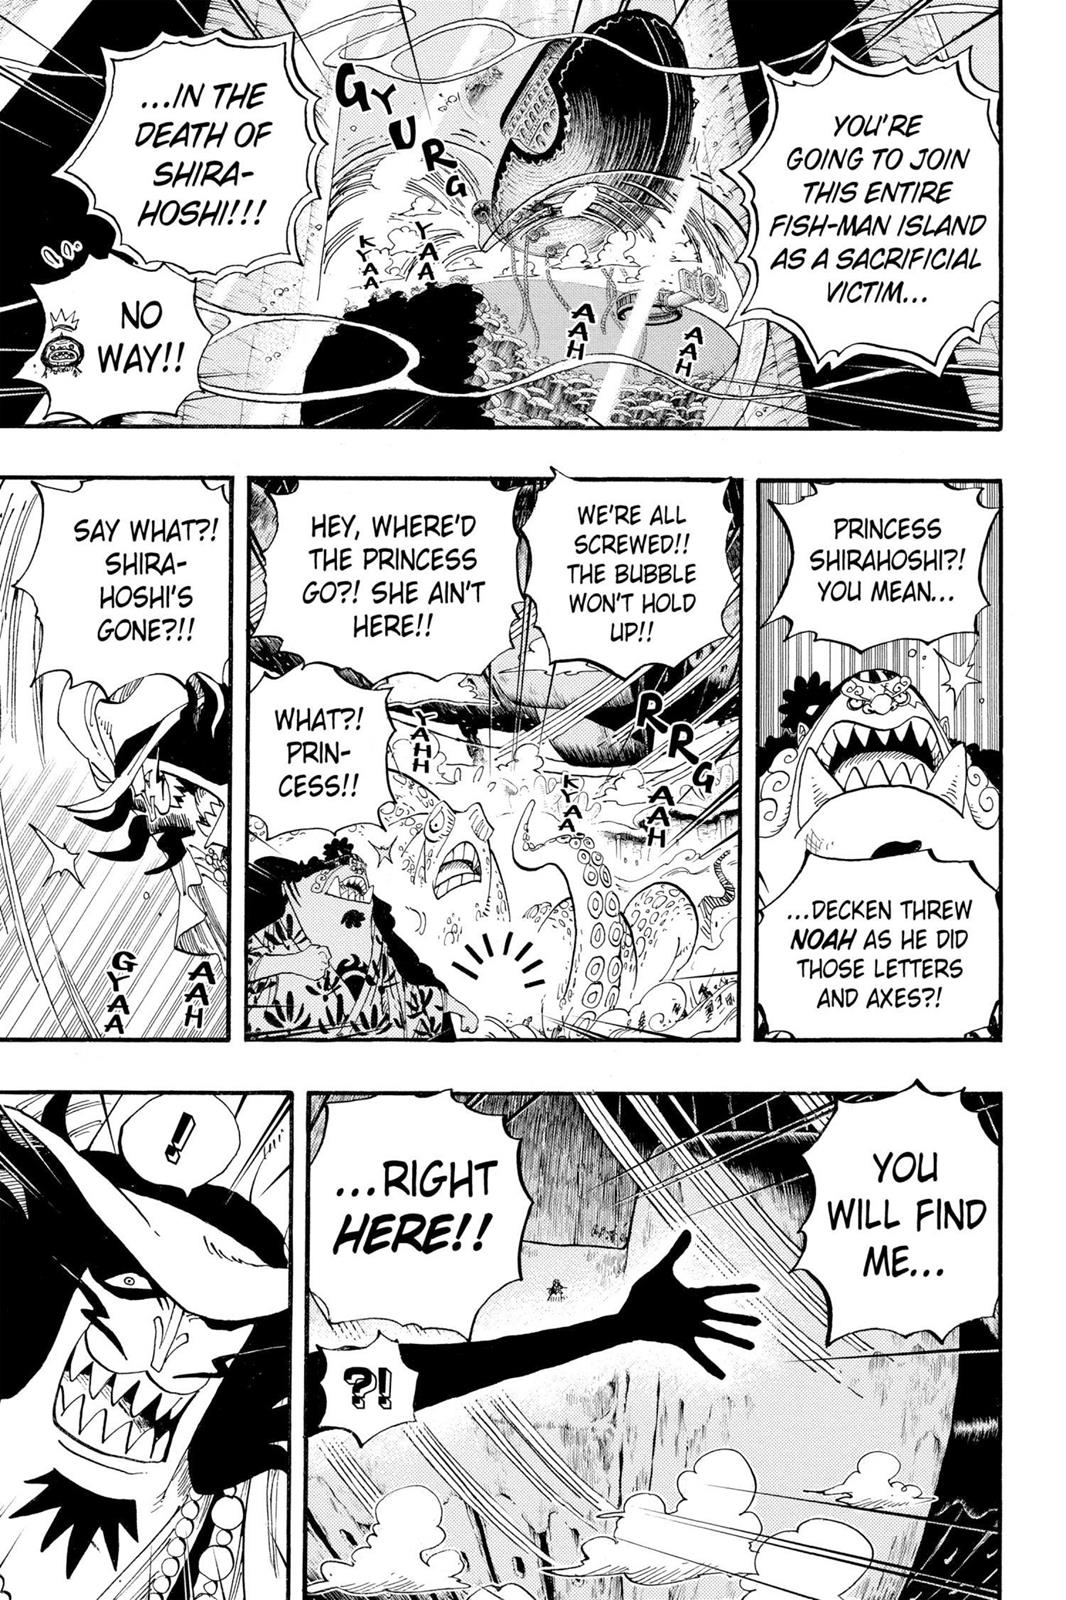 YOU'RE
GOING TO JOIN
THIS ENTIRE
FISH-MAN ISLAND
AS A SACRIFICIAL
VICTIM...
GYURG
...IN THE
DEATH OF
SHIRA-
HOSHI!!!
YAAA
KYAA
AAH
AAH
NO
WAY!!
PRINCESS
SHIRAHOSHI?!
YOU MEAN...
...DECKEN THREW
NOAH AS HE DID
THOSE LETTERS
AND AXES?!
WE'RE ALL
SCREWED!!
THE BUBBLE
WON'T HOLD
UP!!
HEY, WHERE'D
THE PRINCESS
GO?! SHE AIN'T
HERE!!
RRRG
YAHH
AAAH
KYAA
WHAT?!
PRIN-
CESS!!
SAY WHAT?!
SHIRA-
HOSHI'S
GONE?!!
GYAA
AAH
YOU
WILL FIND
ME...
...RIGHT
HERE!!
?!
!